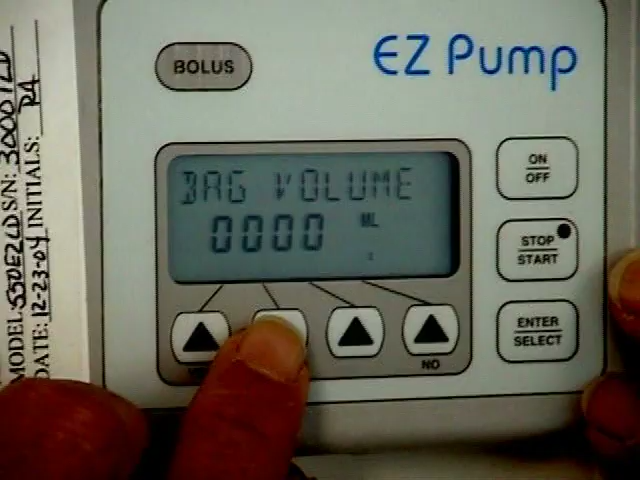 BOLUS
EZ Pump
BAG VOLUME
0000 ML
ON
OFF
STOP
START
ENTER
SELECT
NO
MODEL: S/N:
DATE: 12-23-04 INITIALS: